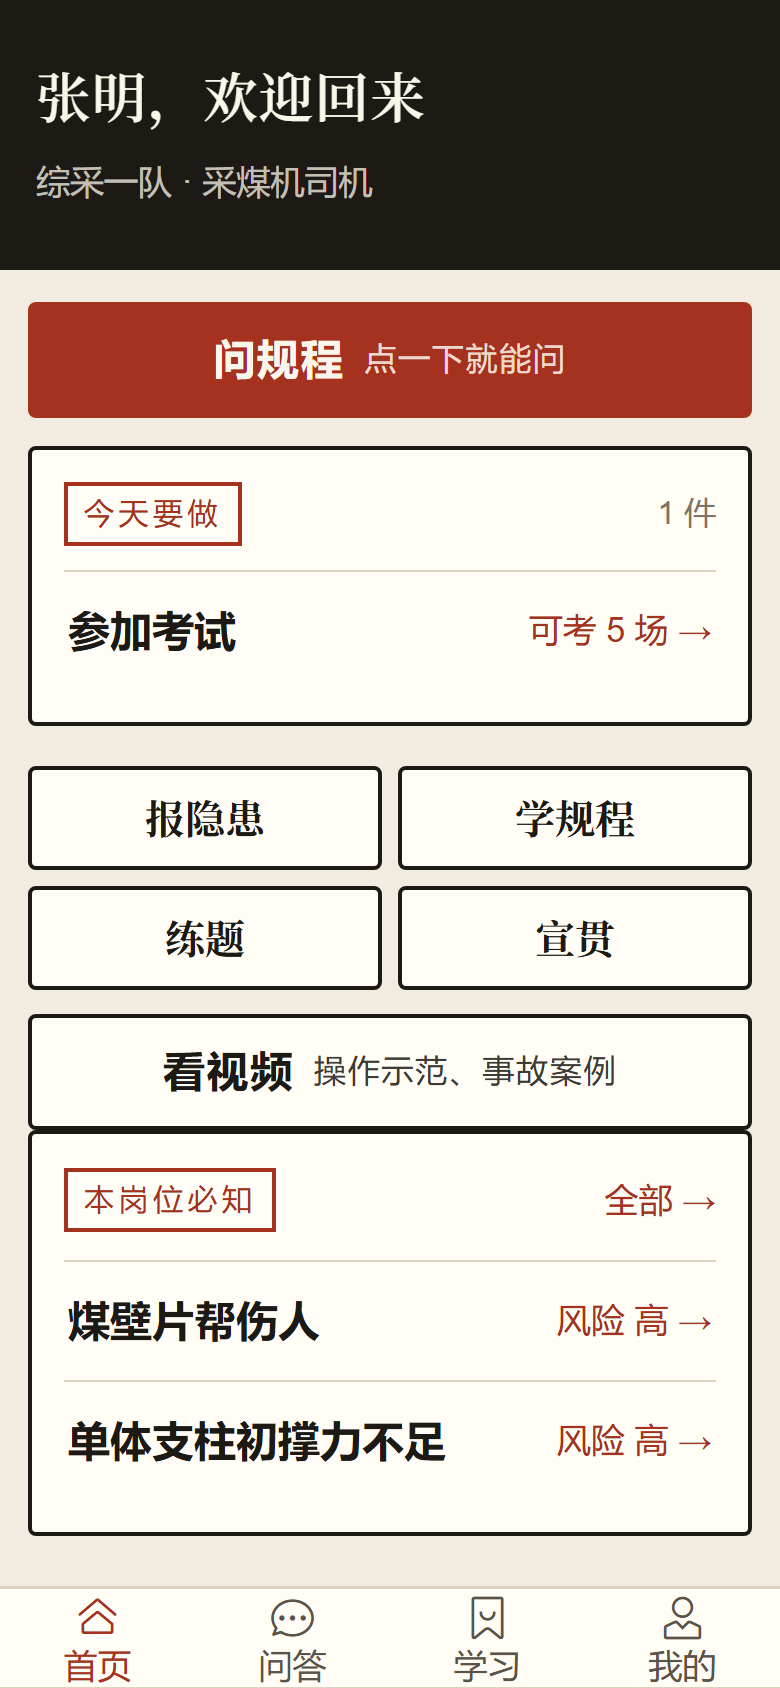 张明，欢迎回来
综采一队 · 采煤机司机
问规程 点一下就能问
今天要做 1 件
参加考试 可考 5 场 →
报隐患 学规程
练题 宣贯
看视频 操作示范、事故案例
本岗位必知 全部 →
煤壁片帮伤人 风险 高 →
单体支柱初撑力不足 风险 高 →
首页 问答 学习 我的